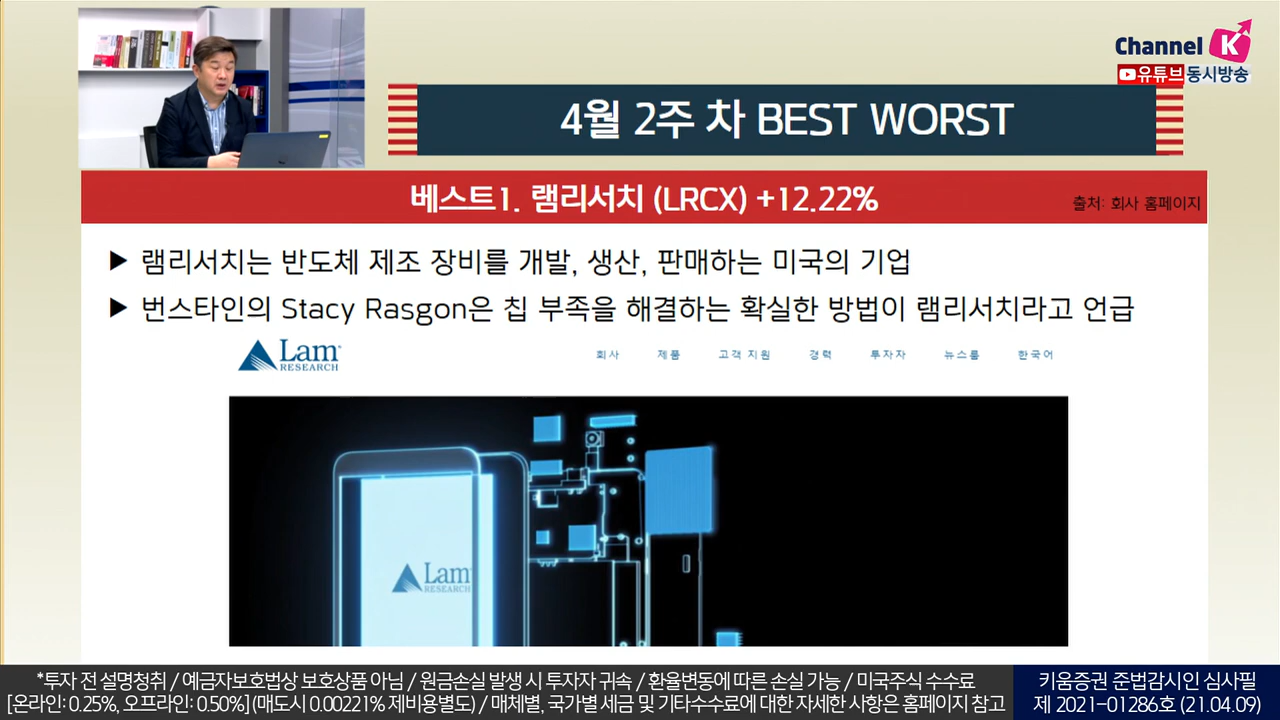 Channel K
유튜브 동시방송
4월 2주 차 BEST WORST
베스트1. 램리서치 (LRCX) +12.22%
출처: 회사 홈페이지
▶ 램리서치는 반도체 제조 장비를 개발, 생산, 판매하는 미국의 기업
▶ 번스타인의 Stacy Rasgon은 칩 부족을 해결하는 확실한 방법이 램리서치라고 언급
Lam®
RESEARCH
회사 제품 고객 지원 경력 투자자 뉴스룸 한국어
Lam
RESEARCH
*투자 전 설명청취 / 예금자보호법상 보호상품 아님 / 원금손실 발생 시 투자자 귀속 / 환율변동에 따른 손실 가능 / 미국주식 수수료
[온라인: 0.25%, 오프라인: 0.50%] (매도시 0.00221% 제비용별도) / 매체별, 국가별 세금 및 기타수수료에 대한 자세한 사항은 홈페이지 참고
키움증권 준법감시인 심사필
제 2021-01286호 (21.04.09)